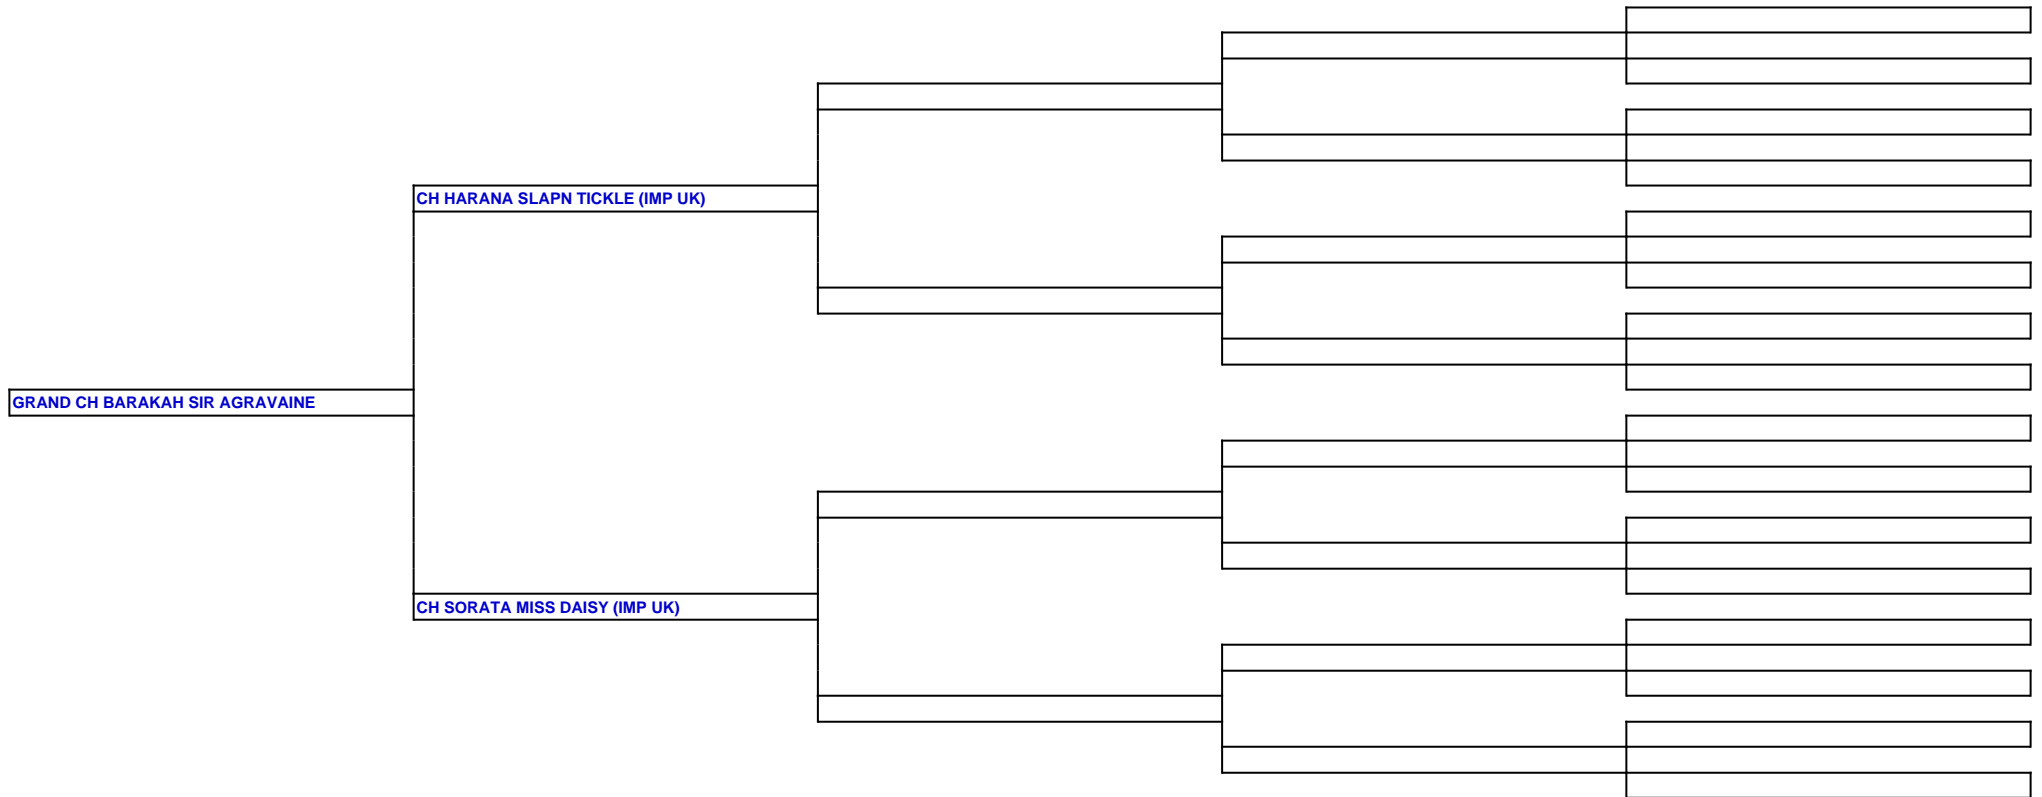 CH HARANA SLAPN TICKLE (IMP UK)
GRAND CH BARAKAH SIR AGRAVAINE
CH SORATA MISS DAISY (IMP UK)